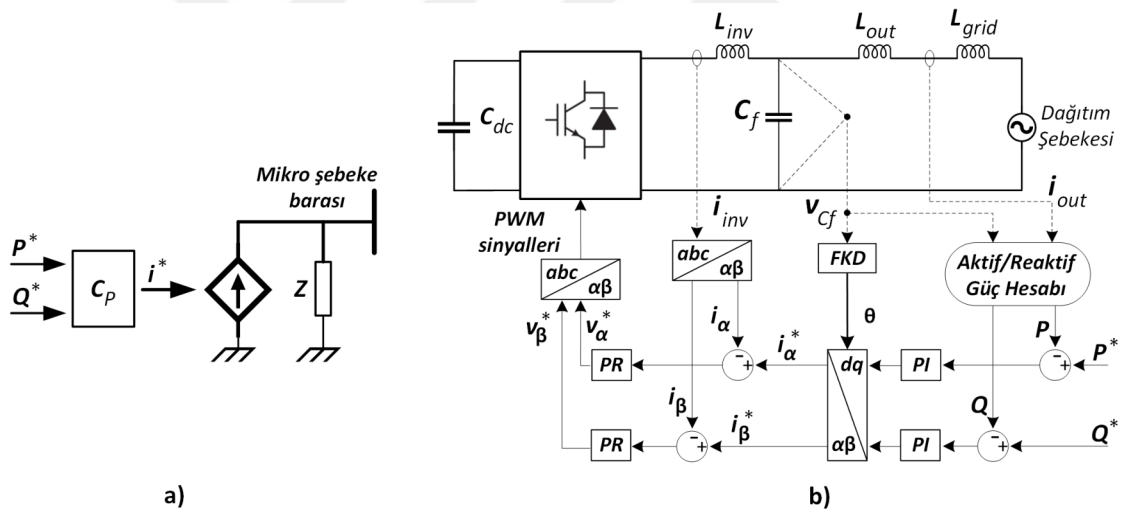 Mikro şebeke
barası
P*
Q*
C_P
i*
Z
a)
L_inv
L_out
L_grid
C_dc
C_f
Dağıtım
Şebekesi
PWM
sinyalleri
i_inv
v_Cf
i_out
abc
αβ
abc
αβ
FKD
Aktif/Reaktif
Güç Hesabı
v_β*
v_α*
i_α
θ
P
PR
i_α*
dq
PI
P*
i_β
Q
PR
i_β*
αβ
PI
Q*
- +
- +
- +
- +
b)